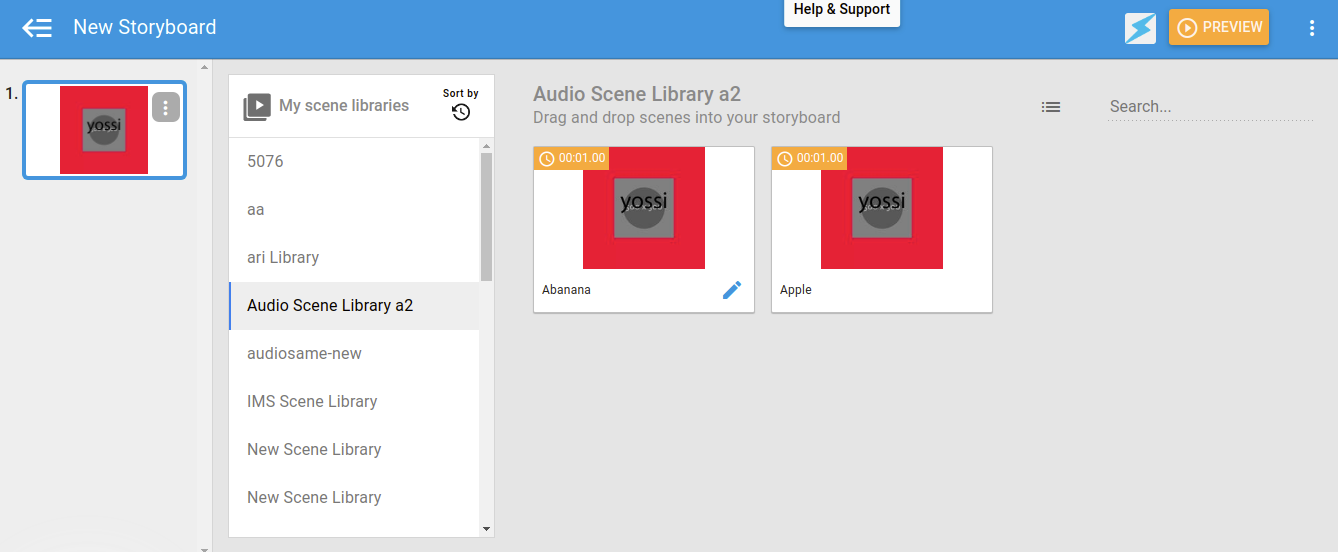 Help & Support
New Storyboard
PREVIEW
1.
yossi
My scene libraries
Sort by
5076
aa
ari Library
Audio Scene Library a2
audiosame-new
IMS Scene Library
New Scene Library
New Scene Library
Audio Scene Library a2
Drag and drop scenes into your storyboard
Search...
00:01.00
yossi
Abanana
00:01.00
yossi
Apple